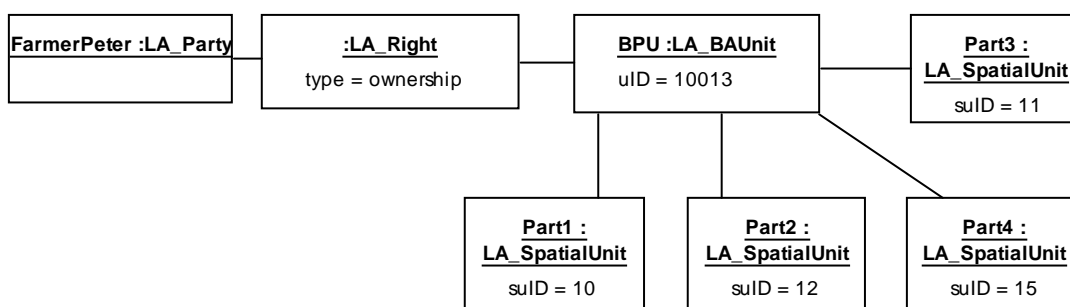 FarmerPeter :LA_Party
:LA_Right
type = ownership
BPU :LA_BAUnit
uID = 10013
Part3 :
LA_SpatialUnit
suID = 11
Part1 :
LA_SpatialUnit
suID = 10
Part2 :
LA_SpatialUnit
suID = 12
Part4 :
LA_SpatialUnit
suID = 15